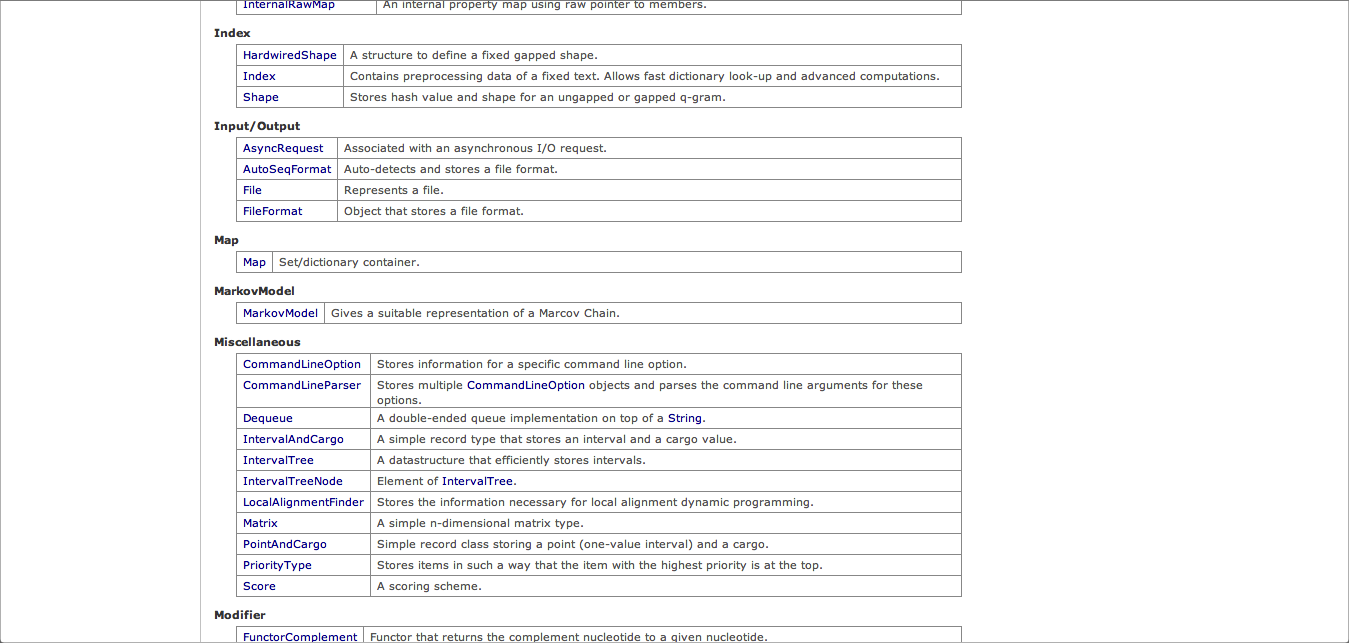 InternalRawMap An internal property map using raw pointer to members.
Index
HardwiredShape A structure to define a fixed gapped shape.
Index Contains preprocessing data of a fixed text. Allows fast dictionary look-up and advanced computations.
Shape Stores hash value and shape for an ungapped or gapped q-gram.
Input/Output
AsyncRequest Associated with an asynchronous I/O request.
AutoSeqFormat Auto-detects and stores a file format.
File Represents a file.
FileFormat Object that stores a file format.
Map
Map Set/dictionary container.
MarkovModel
MarkovModel Gives a suitable representation of a Marcov Chain.
Miscellaneous
CommandLineOption Stores information for a specific command line option.
CommandLineParser Stores multiple CommandLineOption objects and parses the command line arguments for these
options.
Dequeue A double-ended queue implementation on top of a String.
IntervalAndCargo A simple record type that stores an interval and a cargo value.
IntervalTree A datastructure that efficiently stores intervals.
IntervalTreeNode Element of IntervalTree.
LocalAlignmentFinder Stores the information necessary for local alignment dynamic programming.
Matrix A simple n-dimensional matrix type.
PointAndCargo Simple record class storing a point (one-value interval) and a cargo.
PriorityType Stores items in such a way that the item with the highest priority is at the top.
Score A scoring scheme.
Modifier
FunctorComplement Functor that returns the complement nucleotide to a given nucleotide.